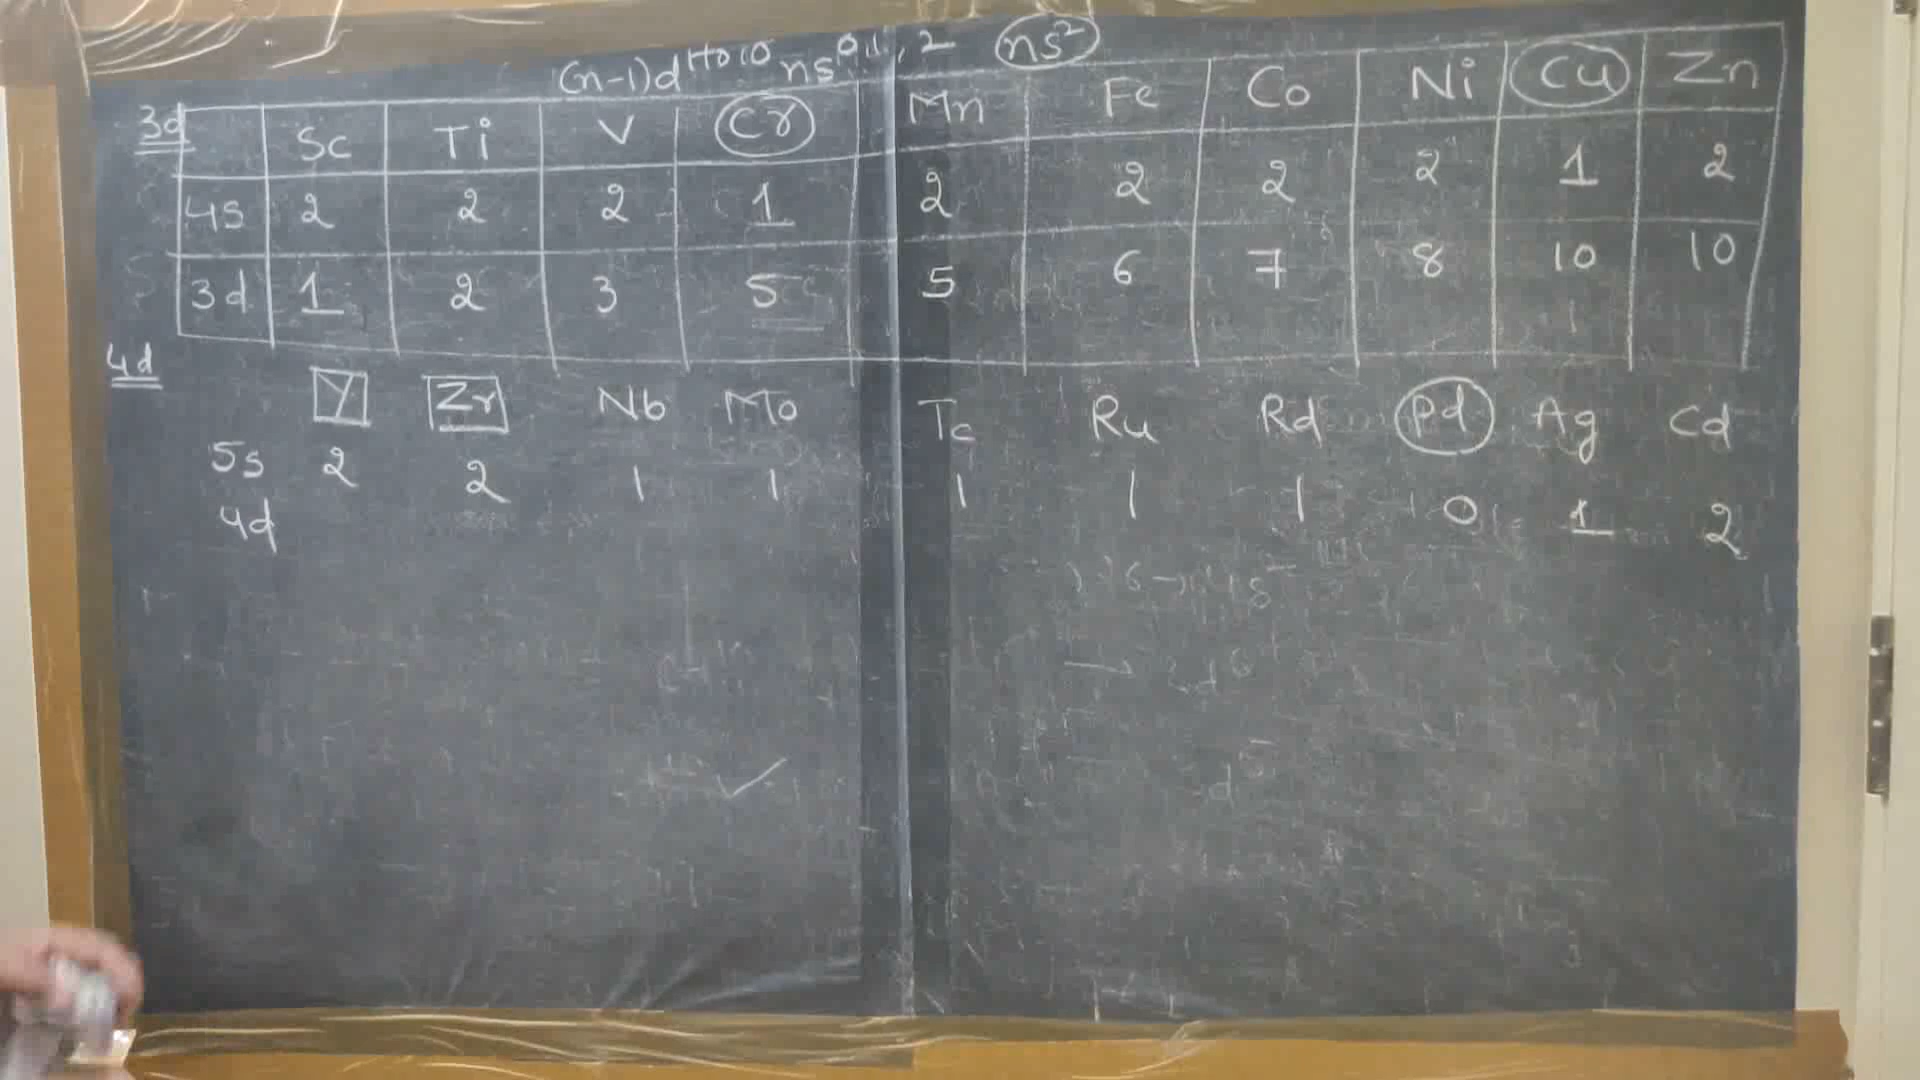 (n-1)d¹ᵗᵒ¹⁰ ns⁰,¹,² ns²
3d Sc Ti V Cr Mn Fe Co Ni Cu Zn
4s 2 2 2 1 2 2 2 2 1 2
3d 1 2 3 5 5 6 7 8 10 10
4d
Y Zr Nb Mo Tc Ru Rd Pd Ag Cd
5s 2 2 1 1 1 1 1 0 1 2
4d